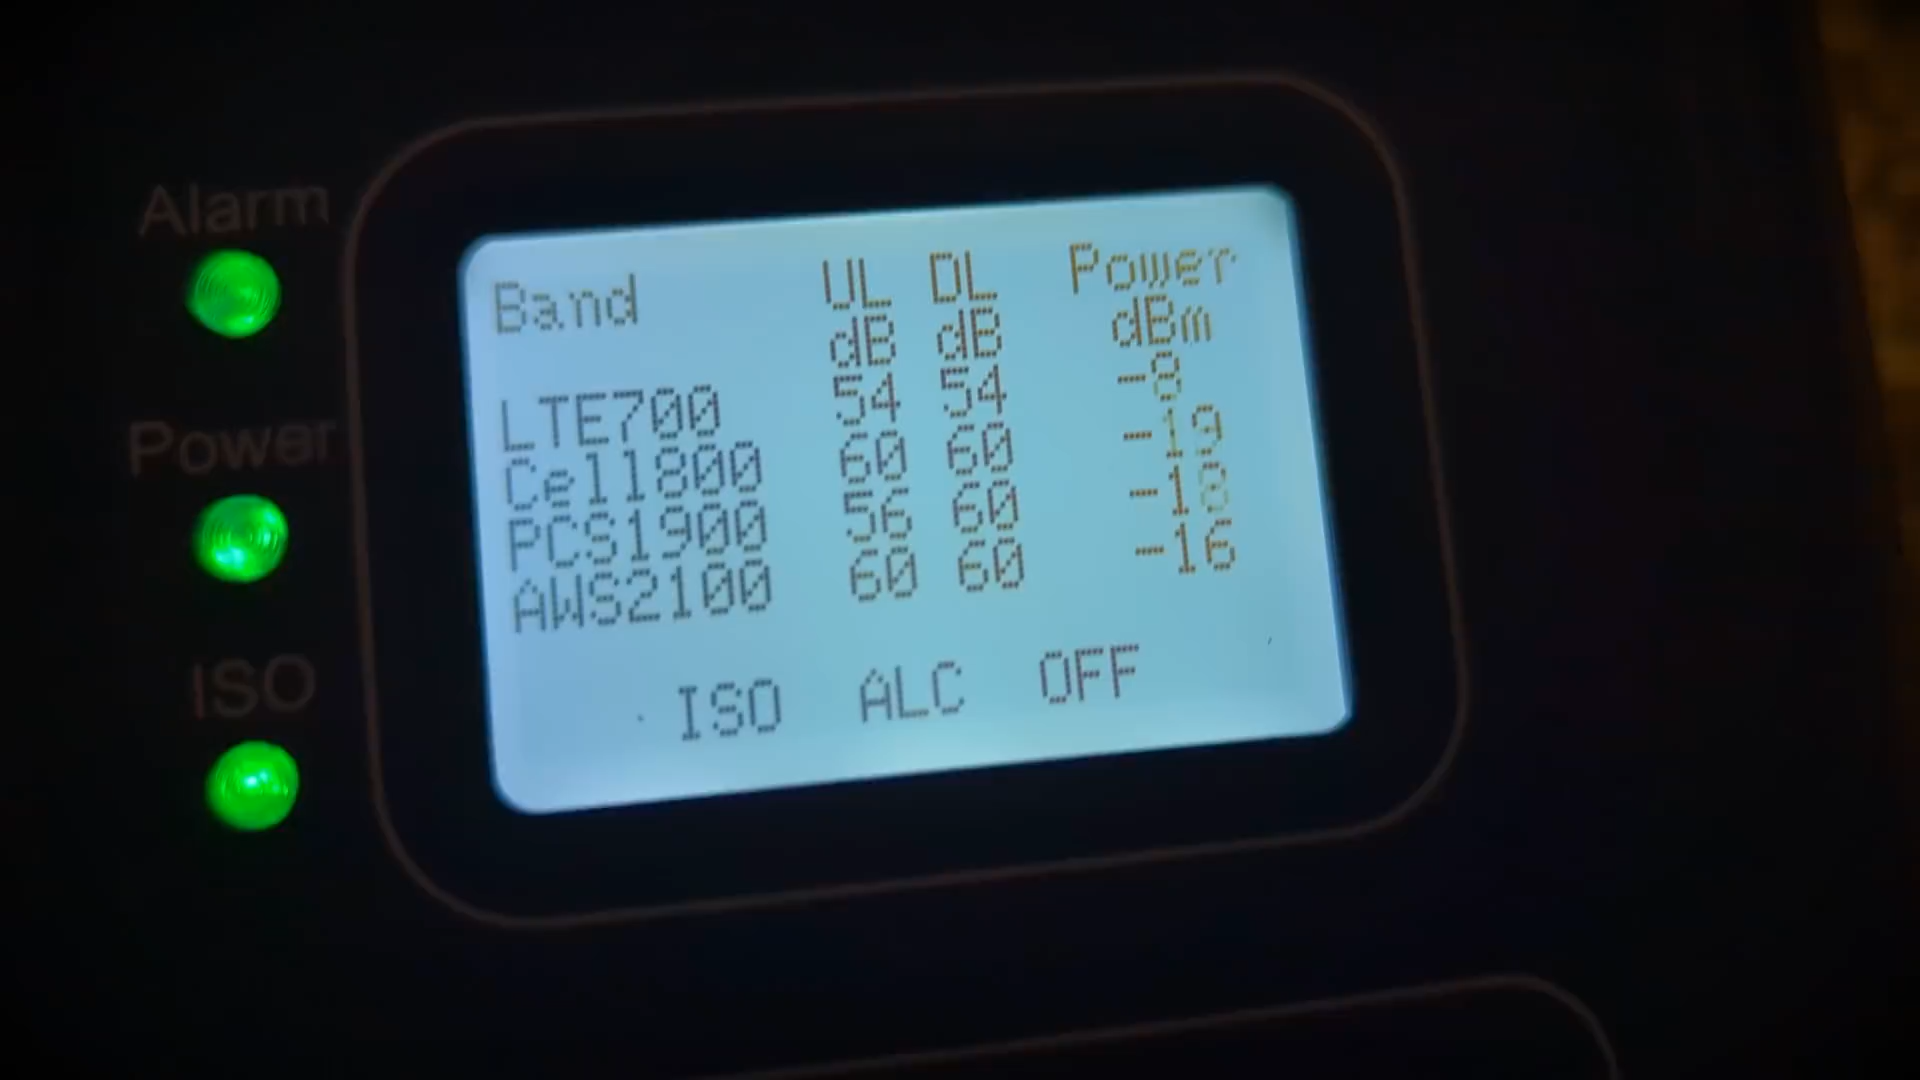 Alarm
Power
ISO
Band UL DL Power
dB dB dBm
LTE700 54 54 -8
Cell800 60 60 -19
PCS1900 56 60 -18
AWS2100 60 60 -16
ISO ALC OFF